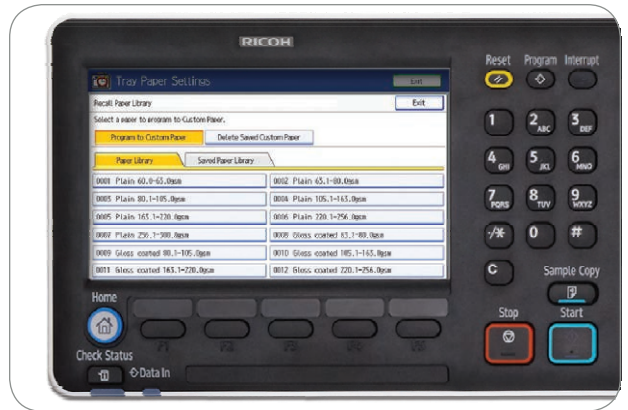 RICOH
Tray Paper Settings
Exit
Recall Paper Library
Exit
Select a paper to program to Custom Paper.
Program to Custom Paper
Delete Saved Custom Paper
Paper Library
Saved Paper Library
0001 Plain 60.0-63.0gsm
0002 Plain 63.1-80.0gsm
0003 Plain 80.1-105.0gsm
0004 Plain 105.1-163.0gsm
0005 Plain 163.1-220.0gsm
0006 Plain 220.1-256.0gsm
0007 Plain 256.1-300.0gsm
0008 Gloss coated 63.1-80.0gsm
0009 Gloss coated 80.1-105.0gsm
0010 Gloss coated 105.1-163.0gsm
0011 Gloss coated 163.1-220.0gsm
0012 Gloss coated 220.1-256.0gsm
Reset Program Interrupt
1 2 ABC 3 DEF
4 GHI 5 JKL 6 MNO
7 PQRS 8 TUV 9 WXYZ
·/* 0 #
C
Sample Copy
Stop
Start
Home
F1 F2 F3 F4 F5
Check Status
Data In